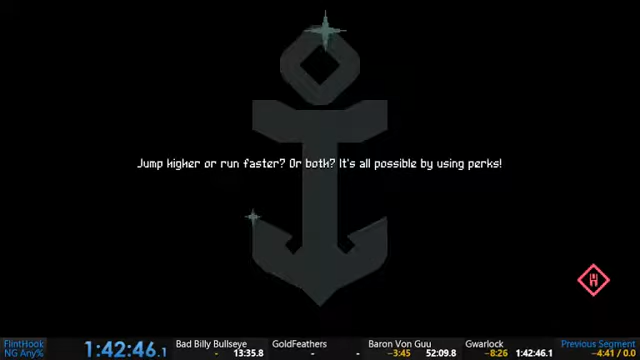 Jump higher or run faster? Or both? It's all possible by using perks!
FlintHook
NG Any%
1:42:46.1
Bad Billy Bullseye
- 13:35.8
GoldFeathers
- -
Baron Von Guu
-3:45 52:09.8
Gwarlock
-8:26 1:42:46.1
Previous Segment
-4:41 / 0.0